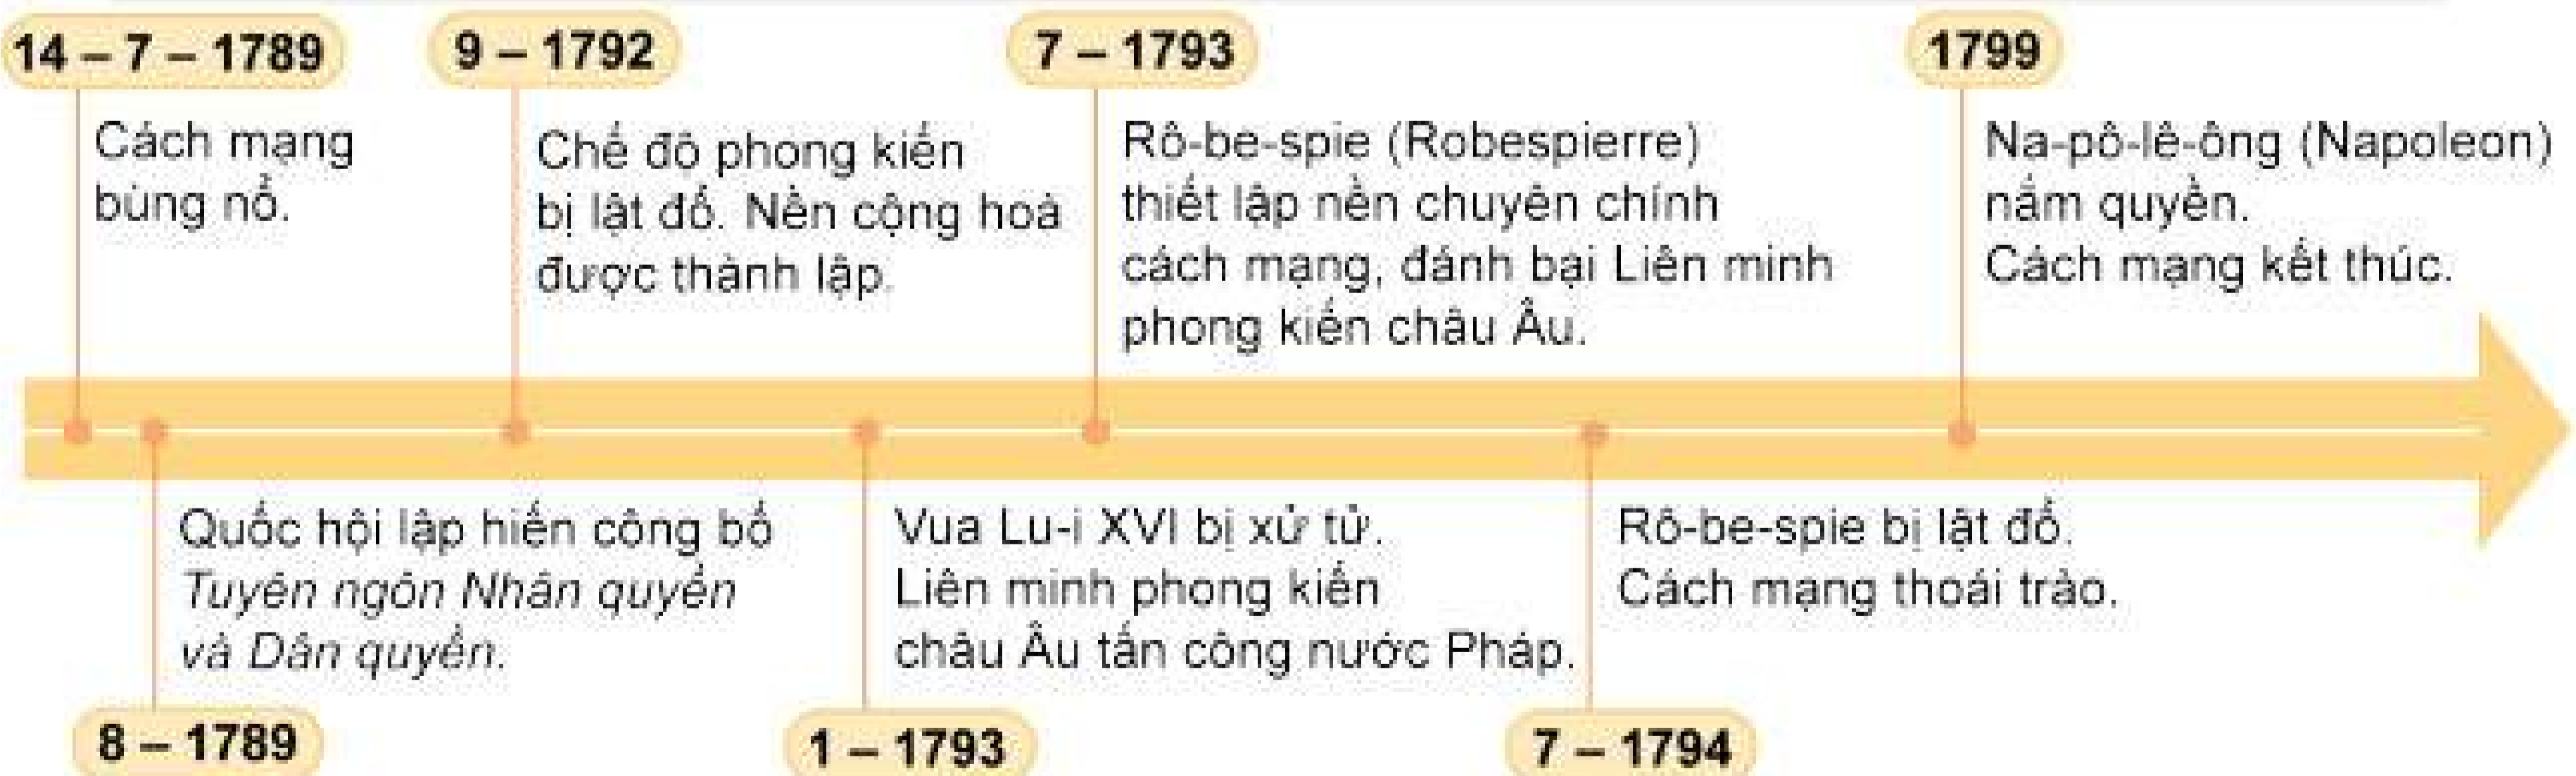 14 – 7 – 1789
Cách mạng
bùng nổ.
9 – 1792
Chế độ phong kiến
bị lật đổ. Nền cộng hoà
được thành lập.
7 – 1793
Rô-be-spie (Robespierre)
thiết lập nền chuyên chính
cách mạng, đánh bại Liên minh
phong kiến châu Âu.
1799
Na-pô-lê-ông (Napoleon)
nắm quyền.
Cách mạng kết thúc.
Quốc hội lập hiến công bố
Tuyên ngôn Nhân quyền
và Dân quyền.
8 – 1789
Vua Lu-i XVI bị xử tử.
Liên minh phong kiến
châu Âu tấn công nước Pháp.
1 – 1793
Rô-be-spie bị lật đổ.
Cách mạng thoái trào.
7 – 1794